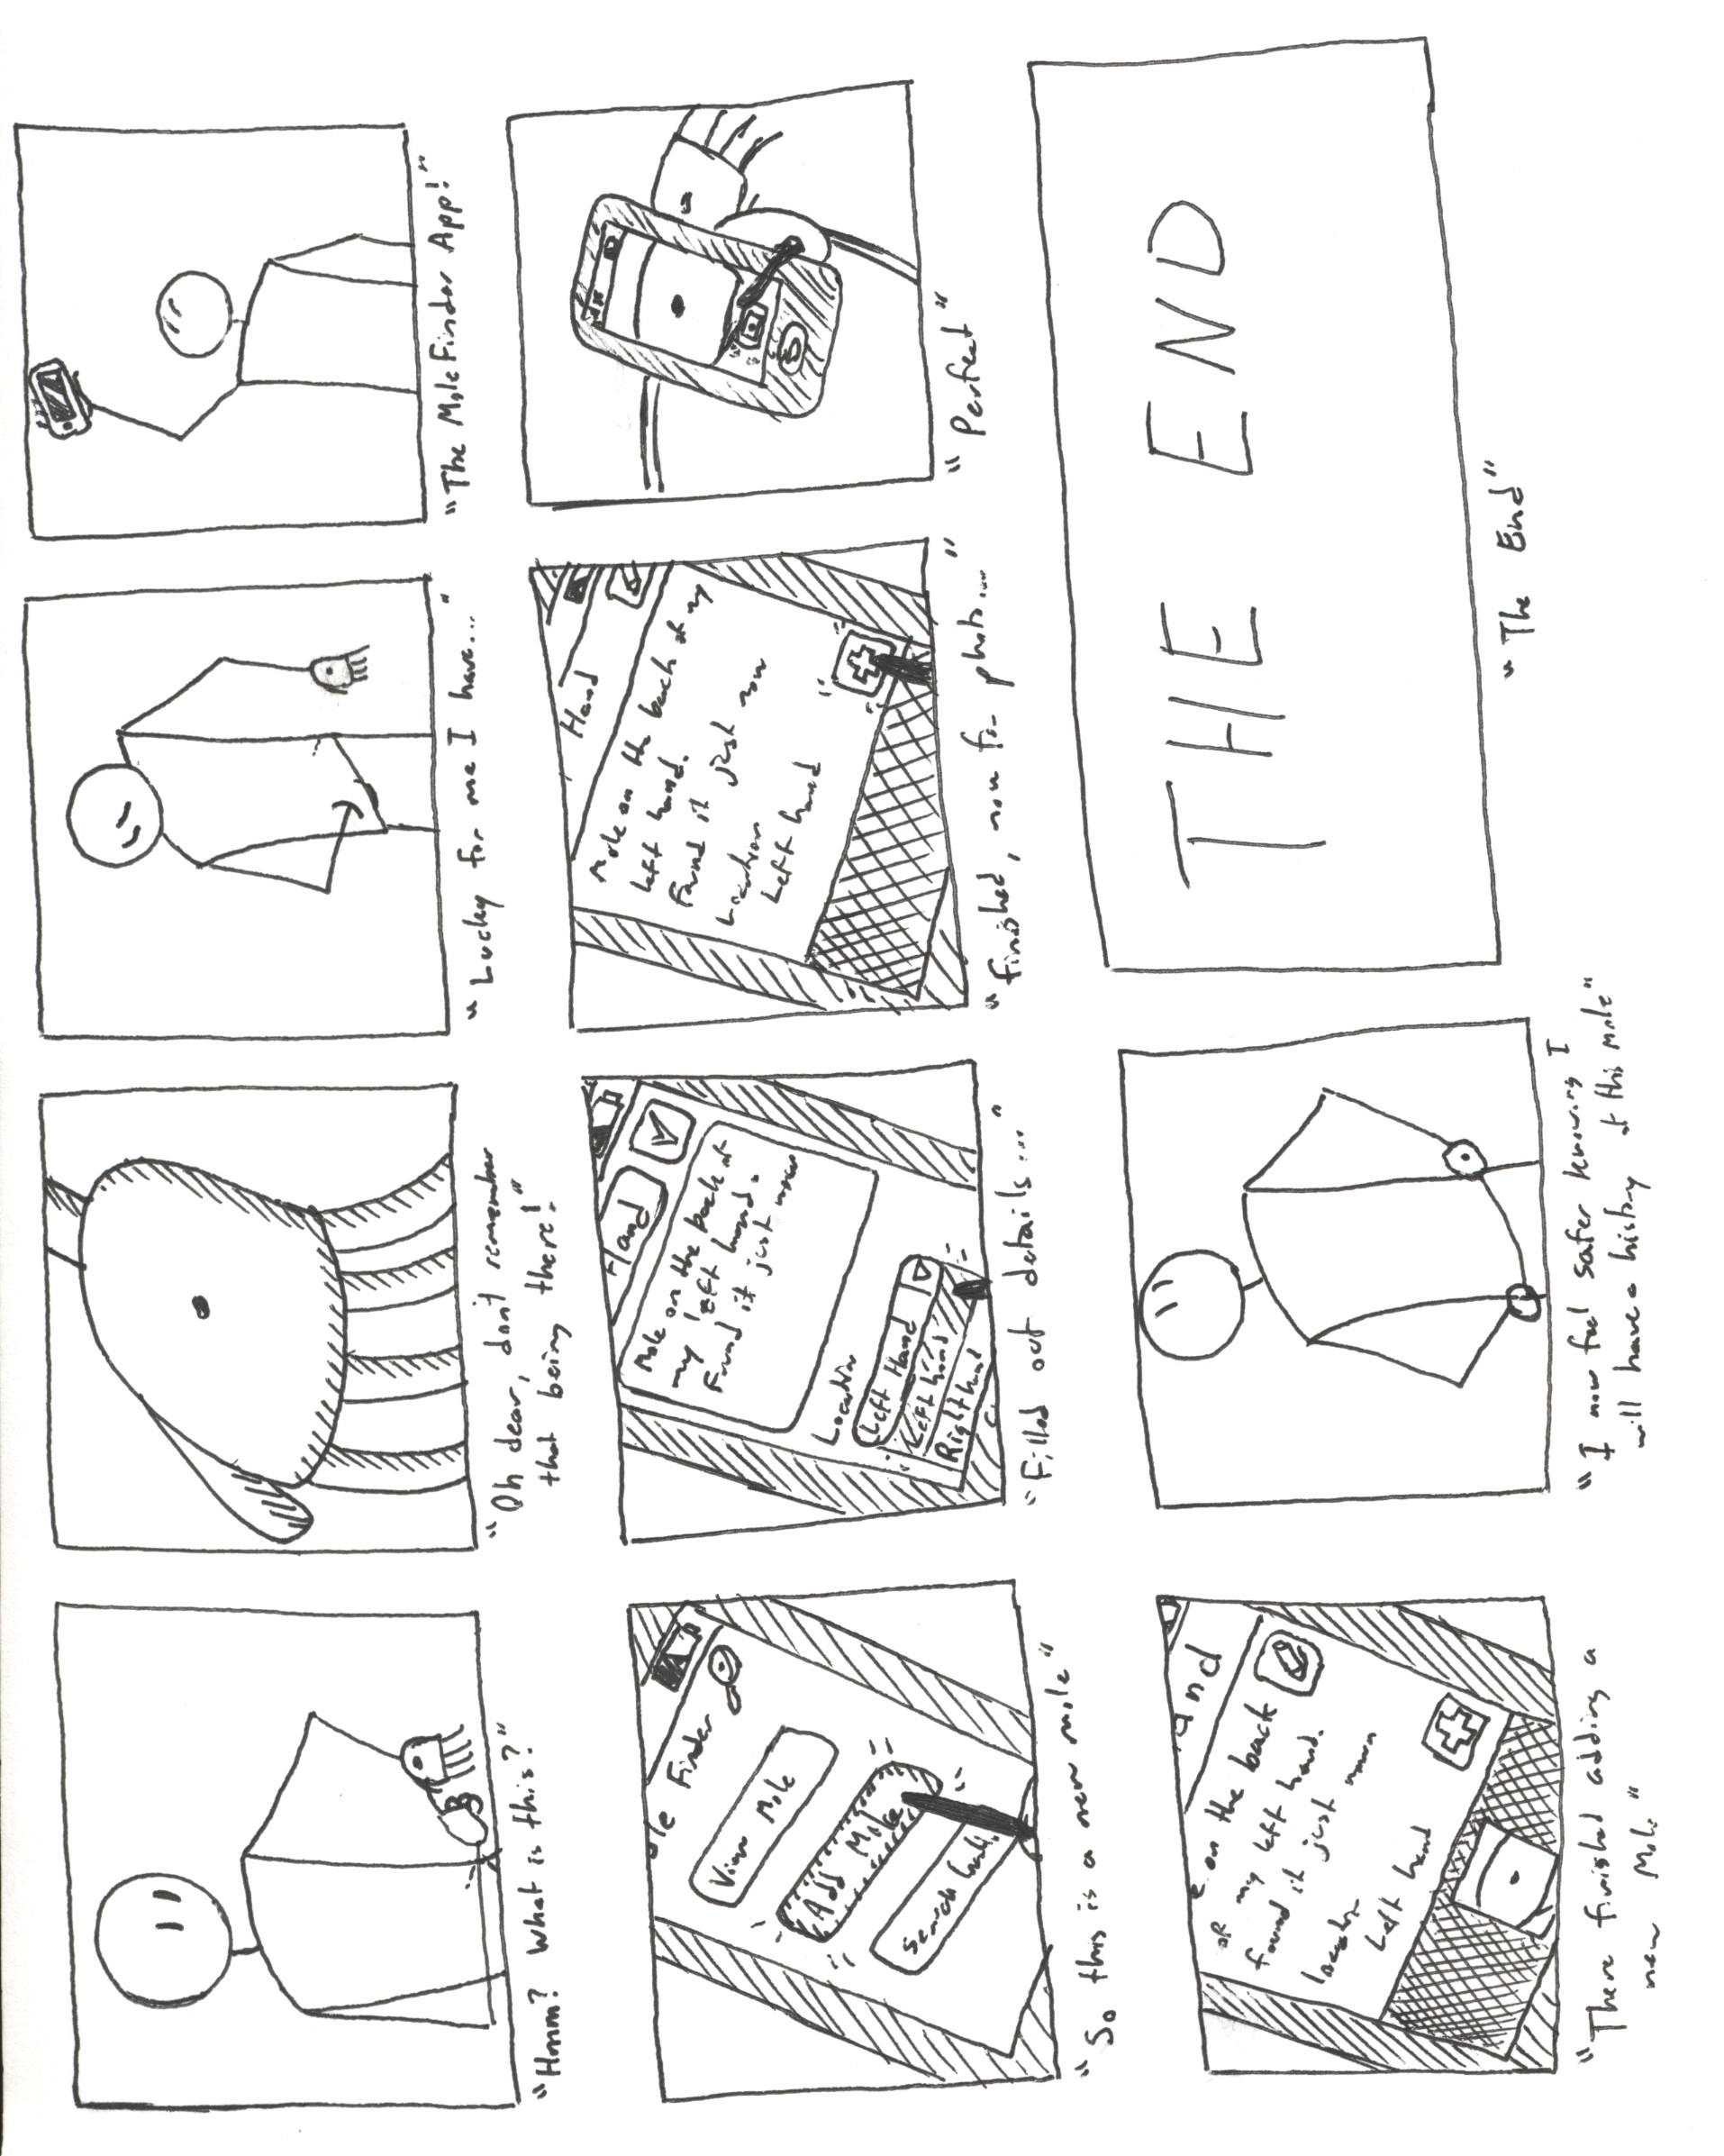 "Hmm? What is this?"
"Oh dear, don't remember
that being there!"
"Lucky for me I have..."
"The Mole Finder App!"
le Finder
View Mole
Add Mole
Search
"So this is a new mole"
Hand
Mole on the back of
my left hand.
Found it just now
Location
Left Hand
Left hand
Right hand
"Filled out details..."
Hand
Mole on the back of my
left hand.
Found it just now
Location
Left hand
"finished, now for photo..."
"Perfect"
and
e on the back
of my left hand.
found it just now
Location
Left hand
"There finished adding a
new Mole"
"I now feel safer knowing I
will have a history of this mole"
THE END
"The End"